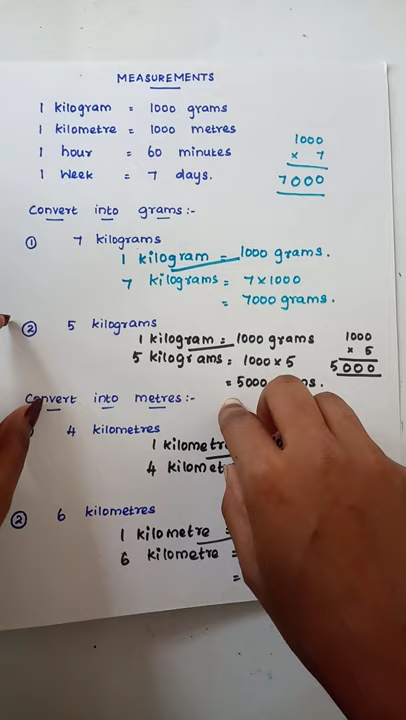 MEASUREMENTS
1 kilogram = 1000 grams
1 kilometre = 1000 metres
1 hour = 60 minutes
1 Week = 7 days.
1000
× 7
7000
Convert into grams:-
① 7 kilograms
1 kilogram = 1000 grams.
7 kilograms = 7×1000
= 7000 grams.
② 5 kilograms
1 kilogram = 1000 grams
5 kilograms = 1000×5
= 5000
1000
× 5
5000
Convert into metres:-
4 kilometres
1
4
② 6 kilometres
1 kilometre =
6 kilometre =
=